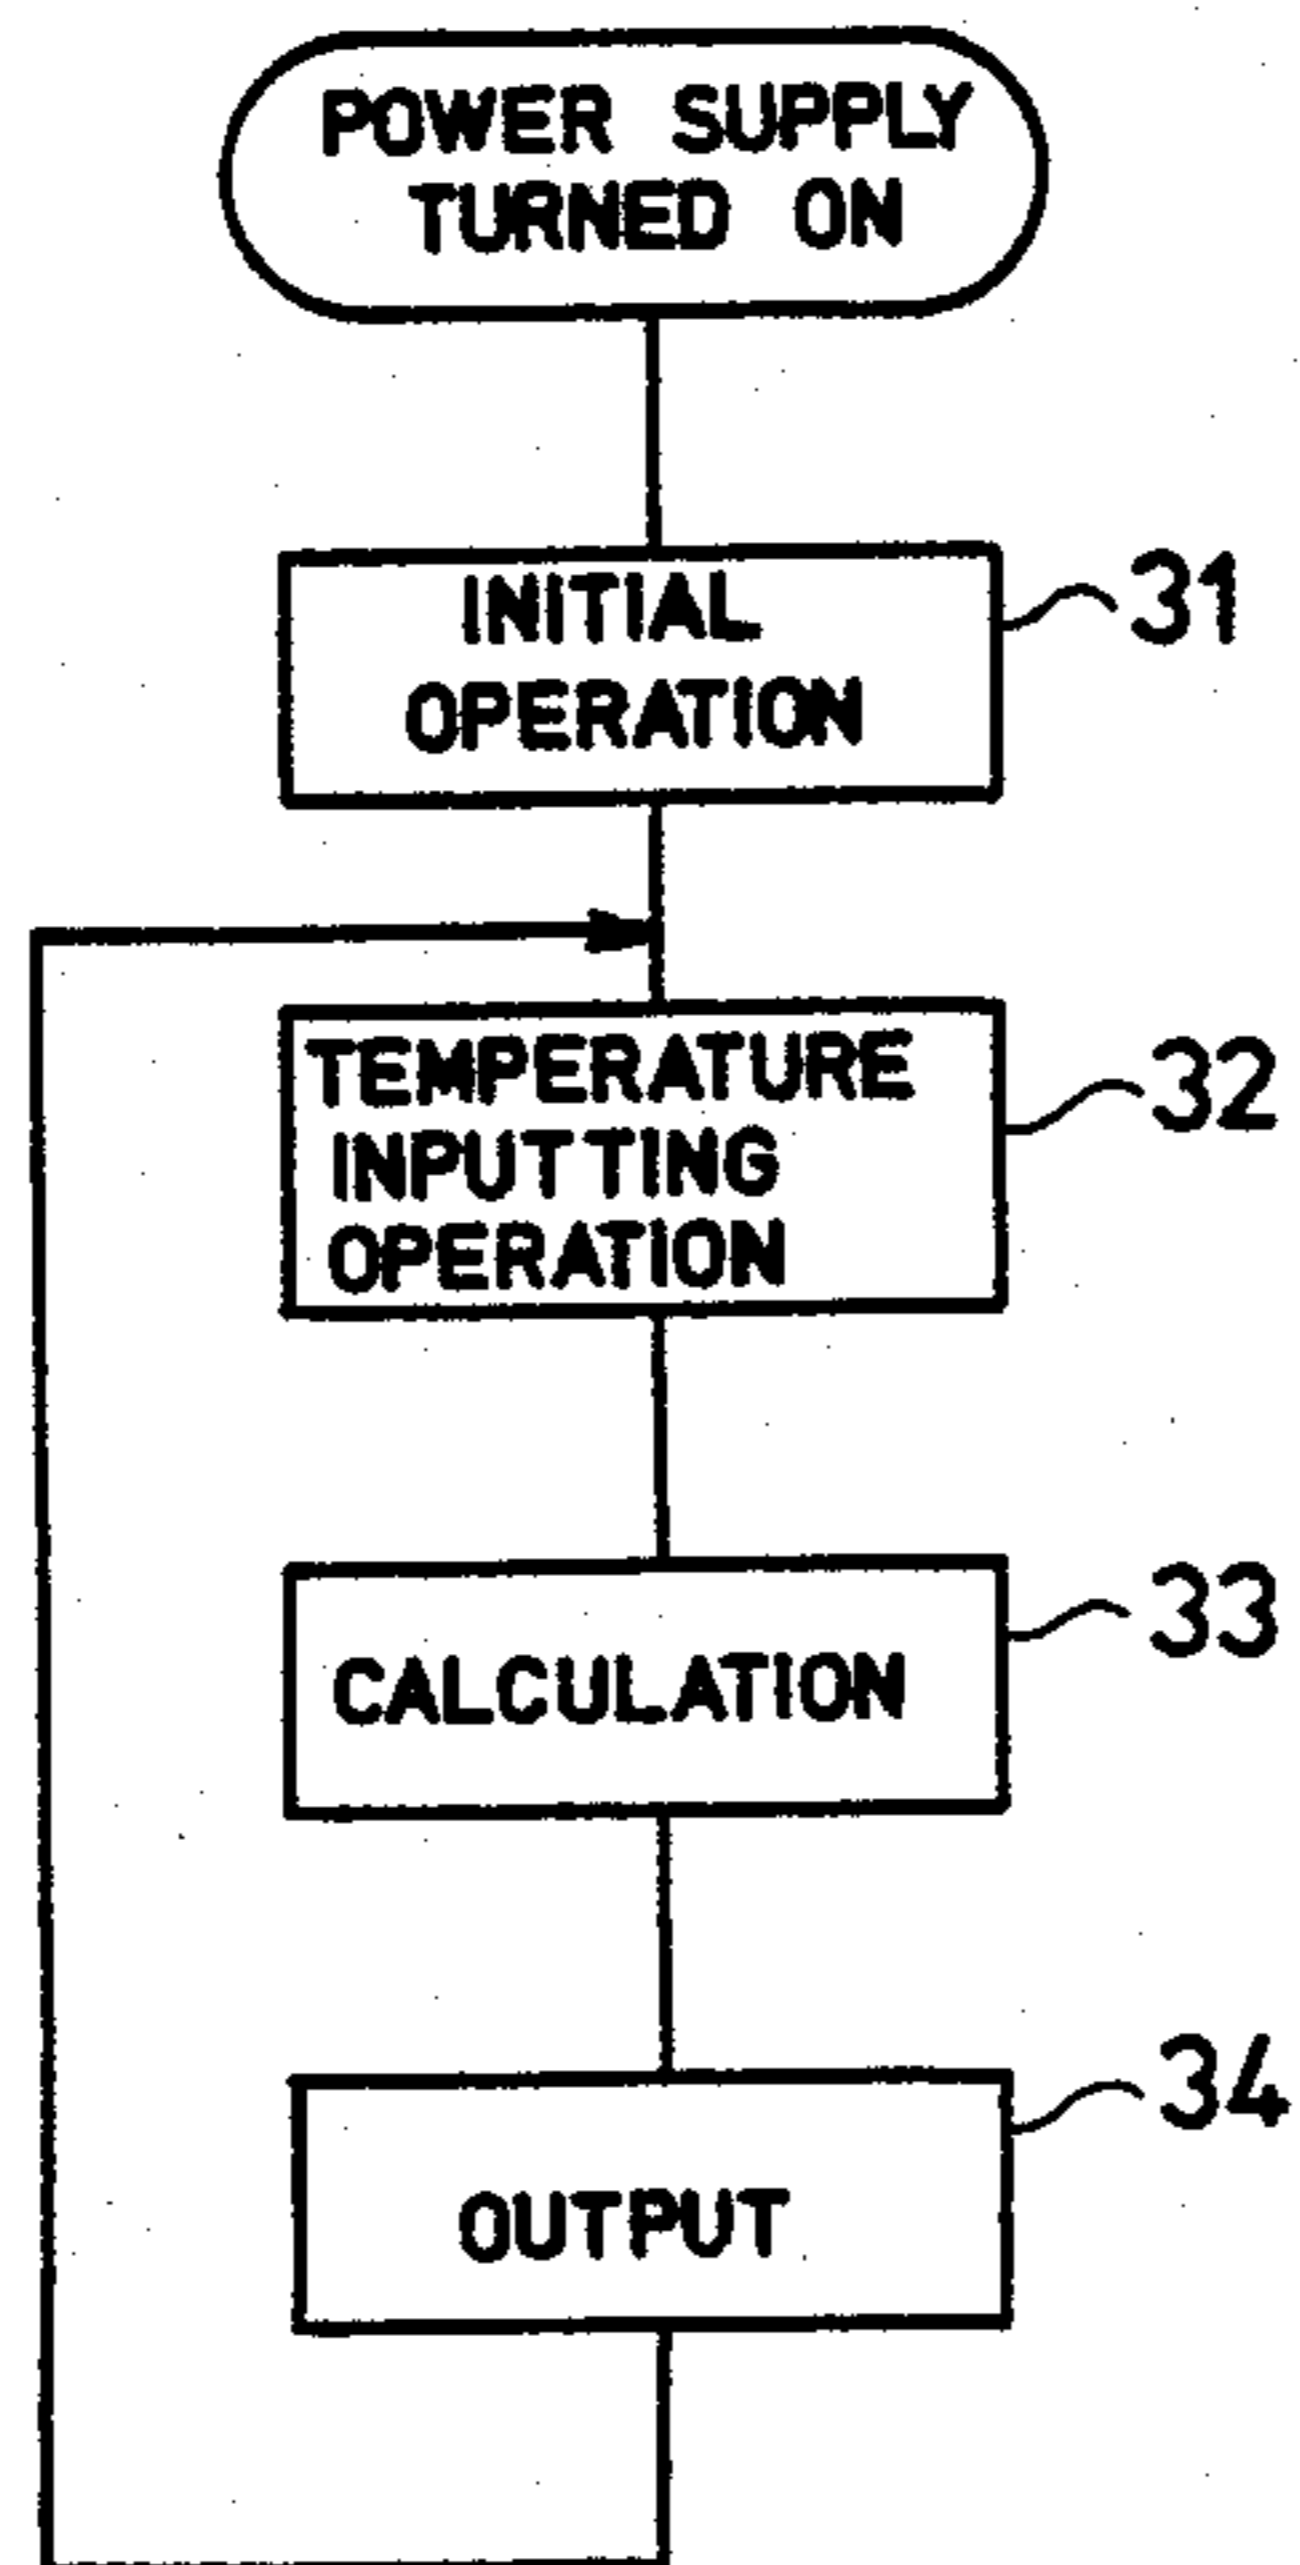 POWER SUPPLY
TURNED ON
INITIAL
OPERATION
31
TEMPERATURE
INPUTTING
OPERATION
32
CALCULATION
33
OUTPUT
34